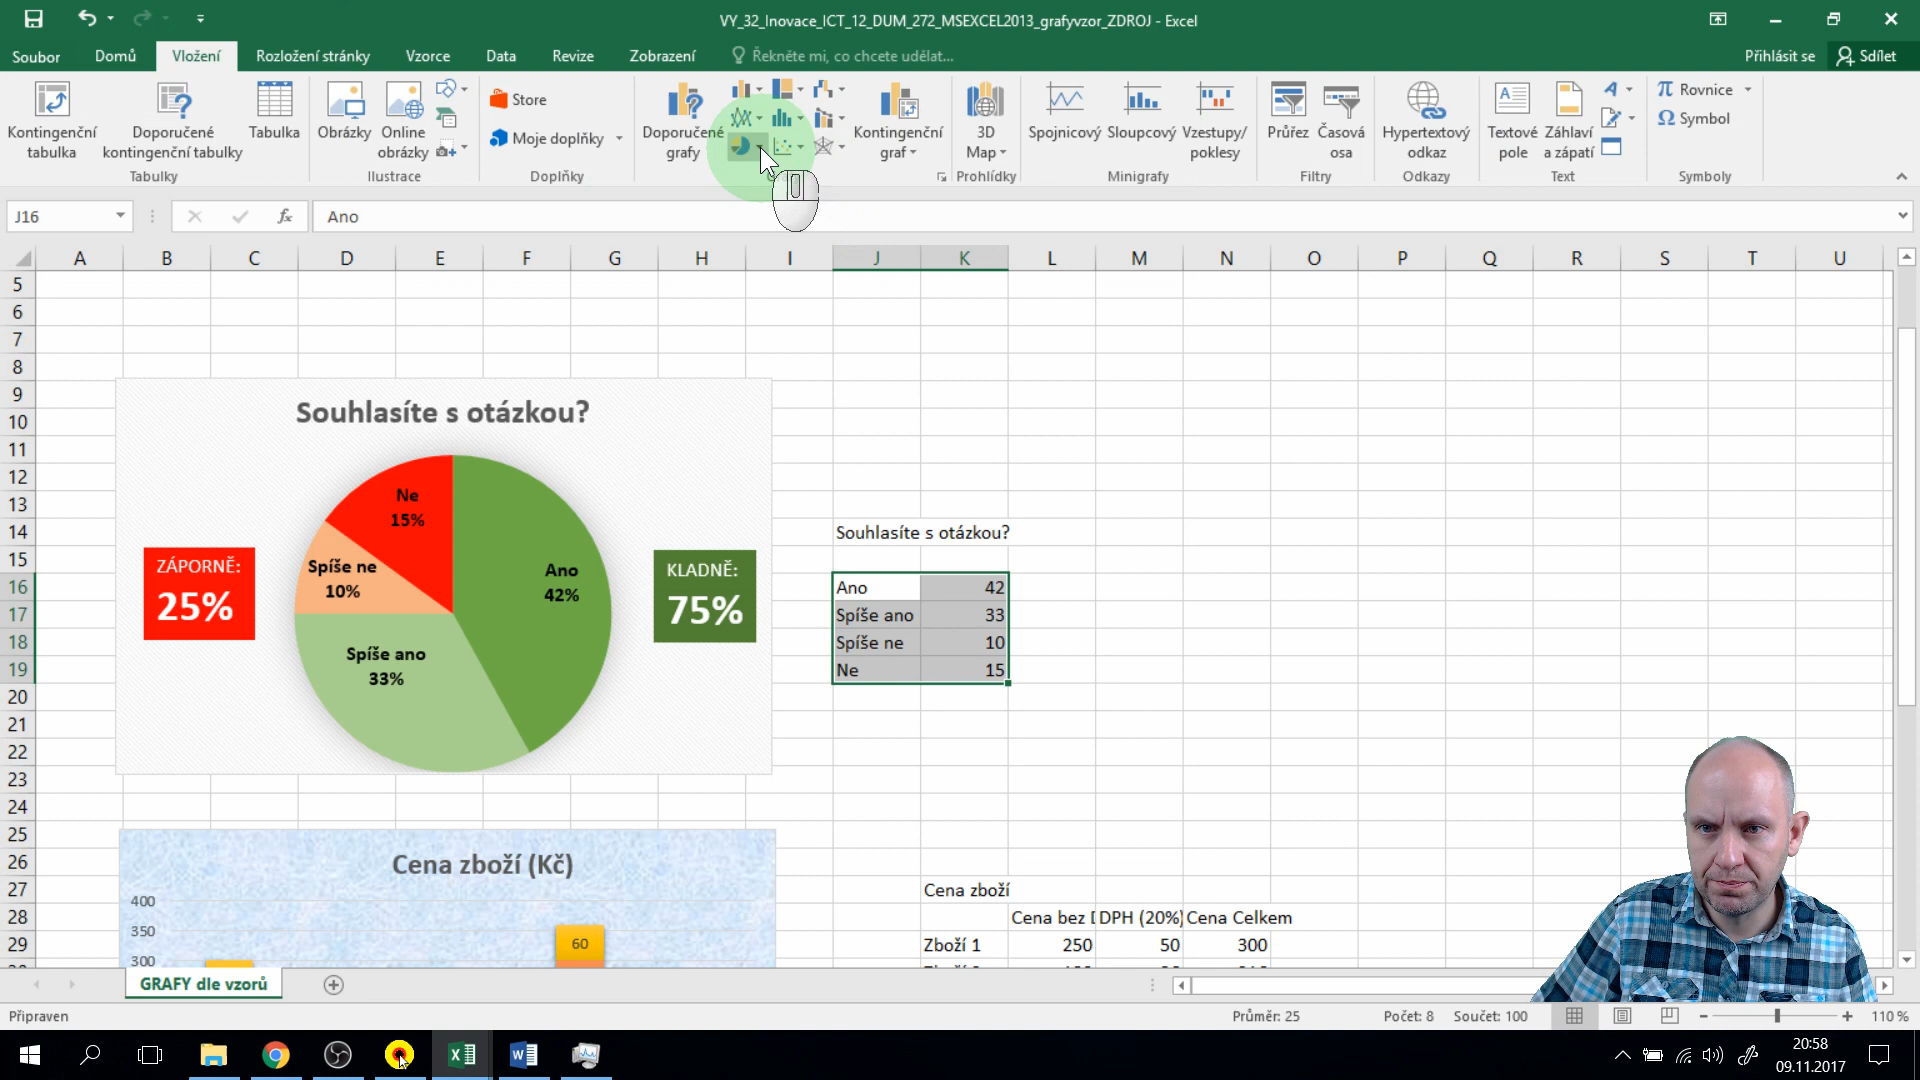 VY_32_Inovace_ICT_12_DUM_272_MSEXCEL2013_grafyvzor_ZDROJ - Excel
Soubor Domů Vložení Rozložení stránky Vzorce Data Revize Zobrazení Řekněte mi, co chcete udělat... Přihlásit se Sdílet
Kontingenční tabulka
Doporučené kontingenční tabulky
Tabulka
Tabulky
Obrázky
Online obrázky
Ilustrace
Store
Moje doplňky
Doplňky
Doporučené grafy
Kontingenční graf
3D Map
Prohlídky
Spojnicový Sloupcový Vzestupy/ poklesy
Minigrafy
Průřez Časová osa
Filtry
Hypertextový odkaz
Odkazy
Textové pole
Záhlaví a zápatí
Text
Rovnice
Symbol
Symboly
J16
fx
Ano
A B C D E F G H I J K L M N O P Q R S T U
5
6
7
8
9
10
11
12
13
14
15
16
17
18
19
20
21
22
23
24
25
26
27
28
29
Souhlasíte s otázkou?
Ne
15%
Spíše ne
10%
Ano
42%
Spíše ano
33%
ZÁPORNĚ:
25%
KLADNĚ:
75%
Souhlasíte s otázkou?
Ano 42
Spíše ano 33
Spíše ne 10
Ne 15
Cena zboží (Kč)
400
350
300
60
Cena zboží
Cena bez DPH (20%) Cena Celkem
Zboží 1 250 50 300
GRAFY dle vzorů
Připraven
Průměr: 25 Počet: 8 Součet: 100
110 %
20:58
09.11.2017